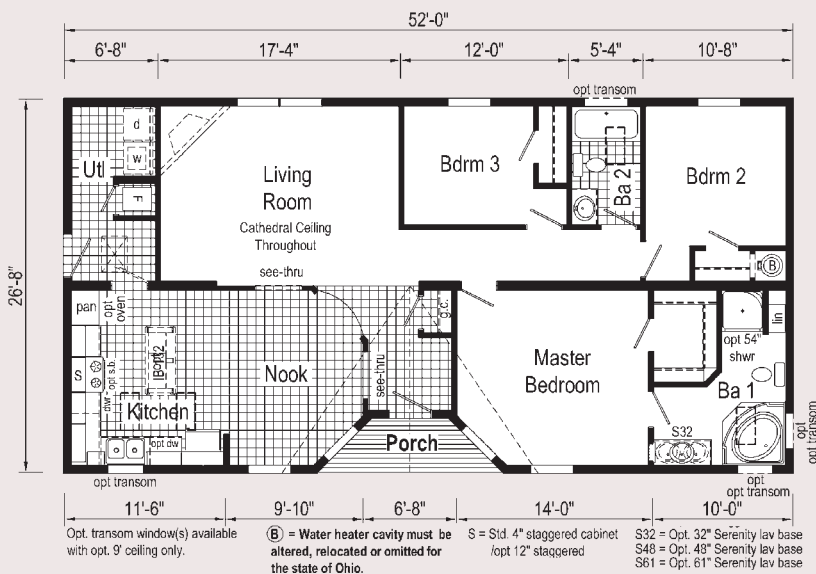 52'-0"
6'-8" 17'-4" 12'-0" 5'-4" 10'-8"
opt transom
26'-8"
d
w
Utl
F
Living
Room
Cathedral Ceiling
Throughout
see-thru
Bdrm 3
Ba 2
Bdrm 2
B
pan
opt
oven
g.c.
lin
opt 54"
shwr
S
dwr - opt s.b.
Nook
see-thru
Master
Bedroom
Ba 1
Kitchen
opt dw
Porch
S32
opt
opt transom
opt transom
opt
opt transom
11'-6" 9'-10" 6'-8" 14'-0" 10'-0"
Opt. transom window(s) available
with opt. 9' ceiling only.
B = Water heater cavity must be
altered, relocated or omitted for
the state of Ohio.
S = Std. 4" staggered cabinet
/opt 12" staggered
S32 = Opt. 32" Serenity lav base
S48 = Opt. 48" Serenity lav base
S61 = Opt. 61" Serenity lav base